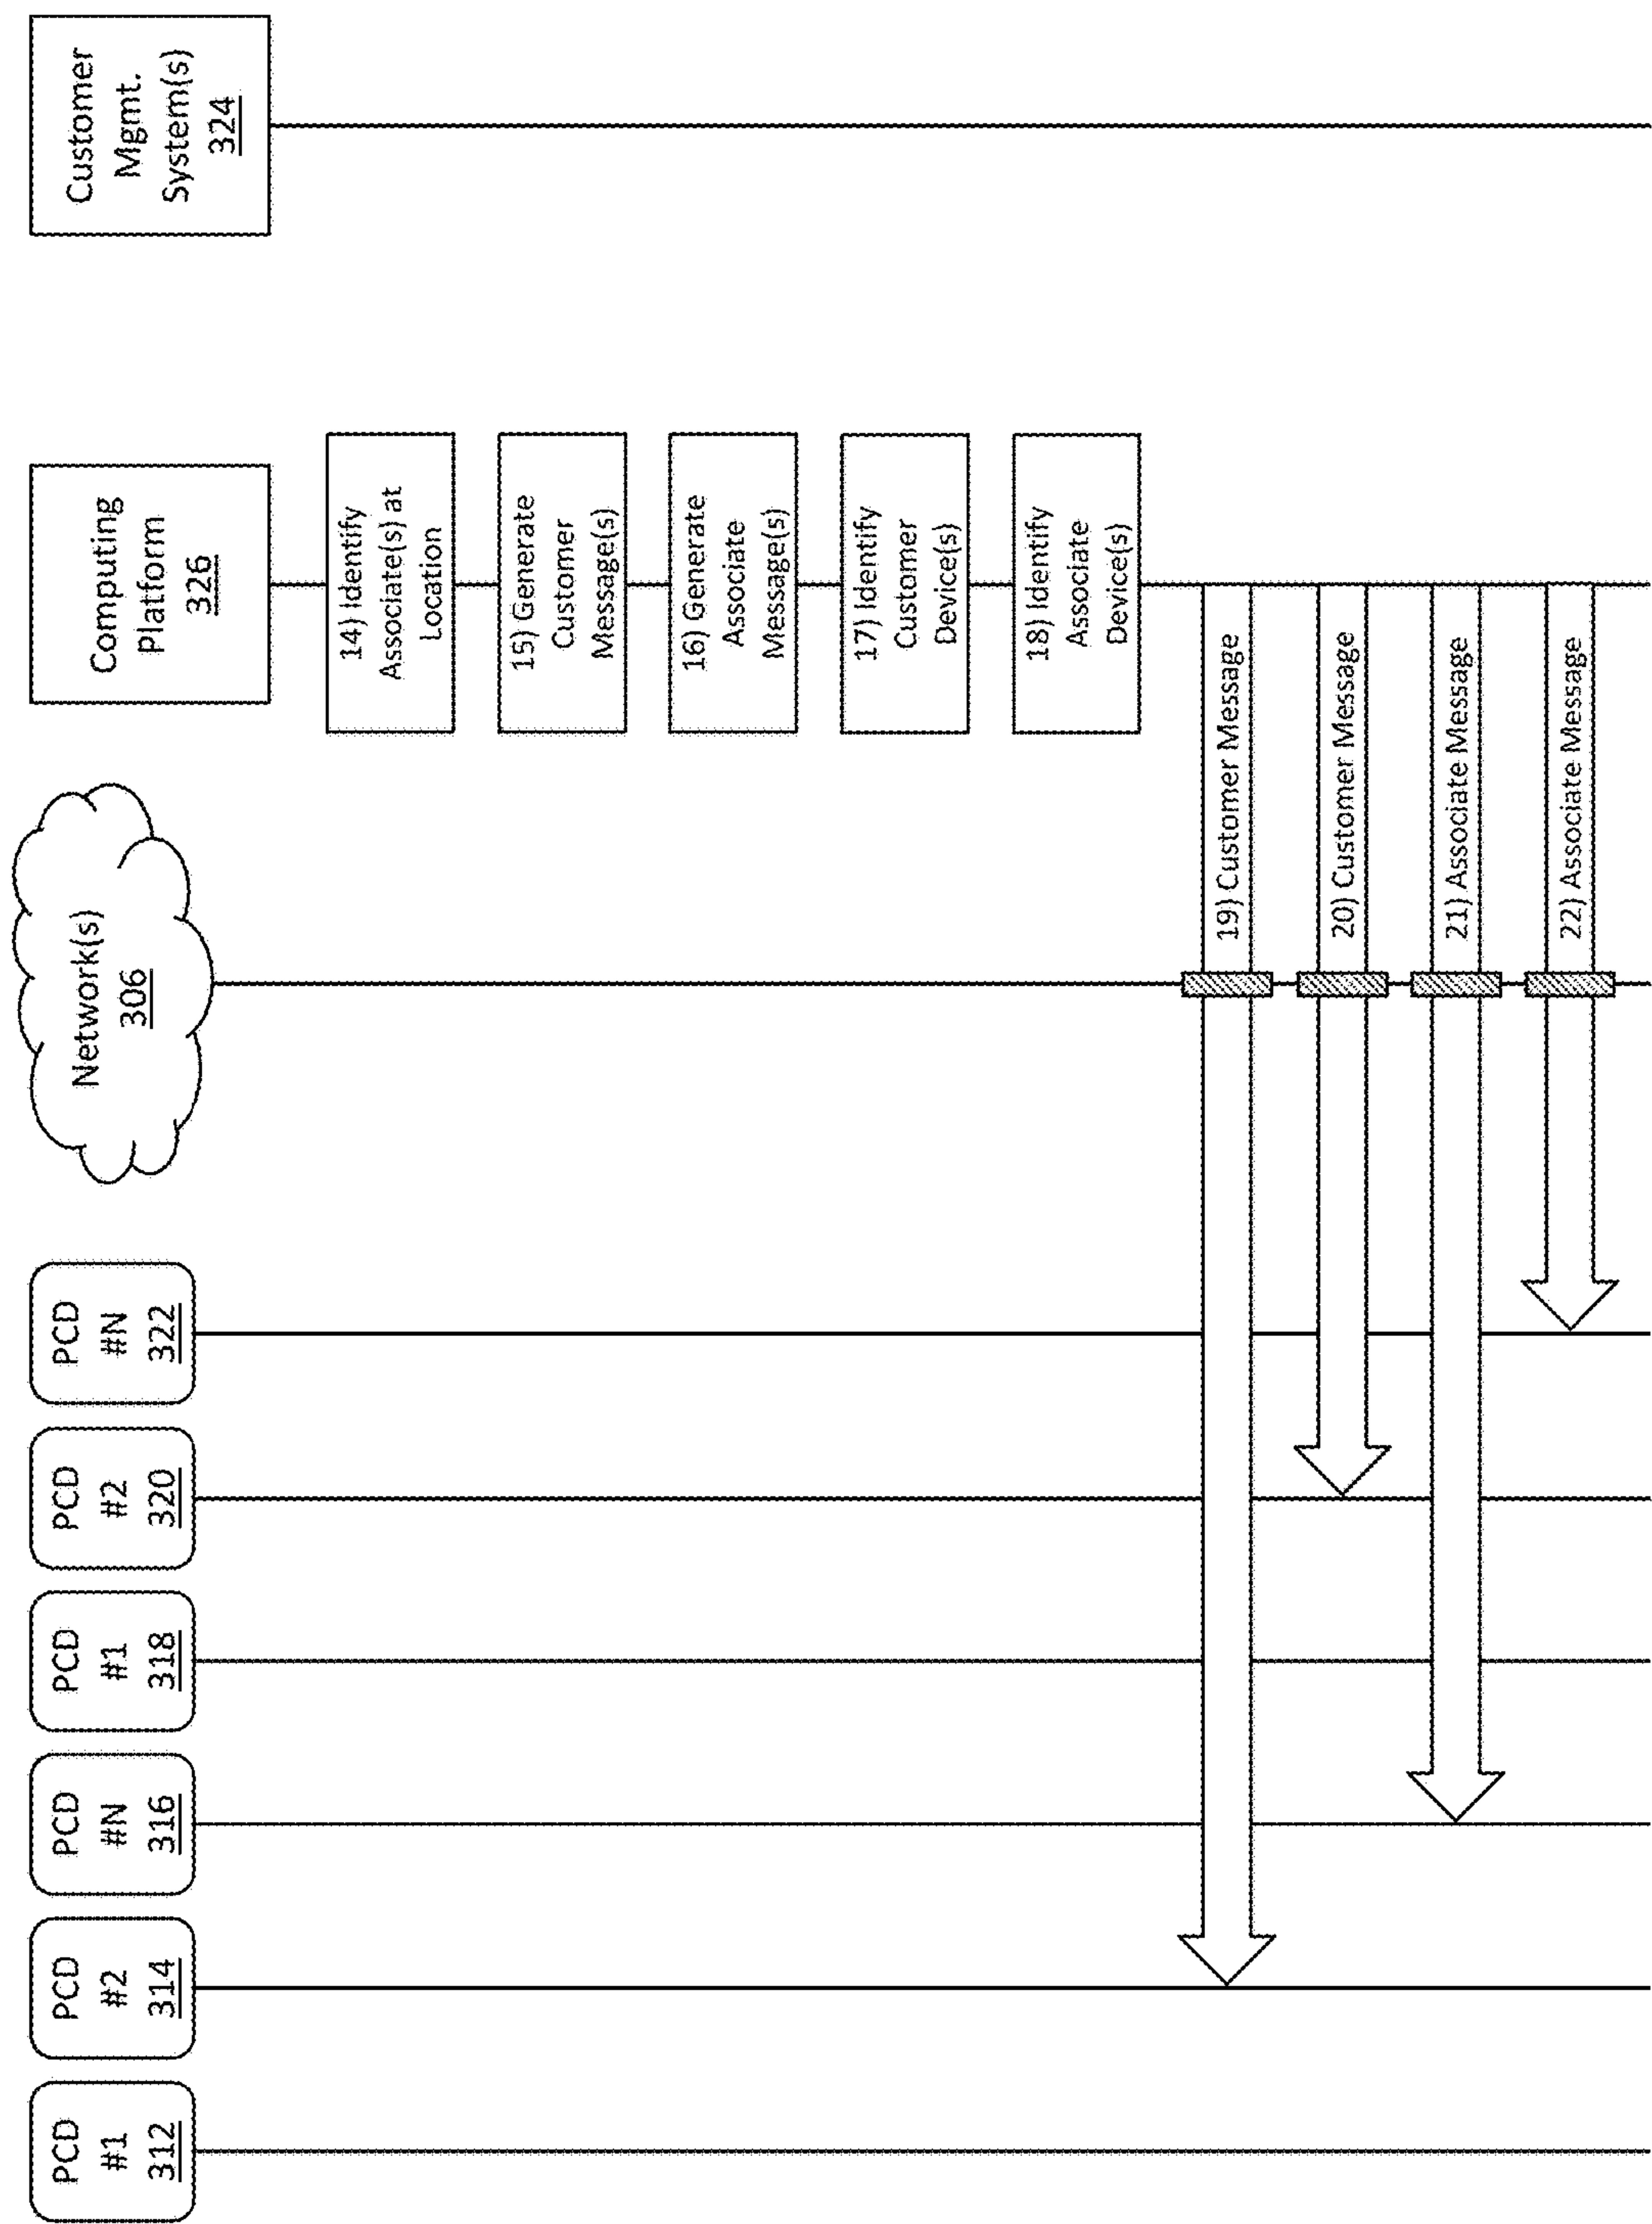 PCD
#1
312
PCD
#2
314
PCD
#N
316
PCD
#1
318
PCD
#2
320
PCD
#N
322
Network(s)
306
Computing
Platform
326
Customer
Mgmt.
System(s)
324
14) Identify
Associate(s) at
Location
15) Generate
Customer
Message(s)
16) Generate
Associate
Message(s)
17) Identify
Customer
Device(s)
18) Identify
Associate
Device(s)
19) Customer Message
20) Customer Message
21) Associate Message
22) Associate Message